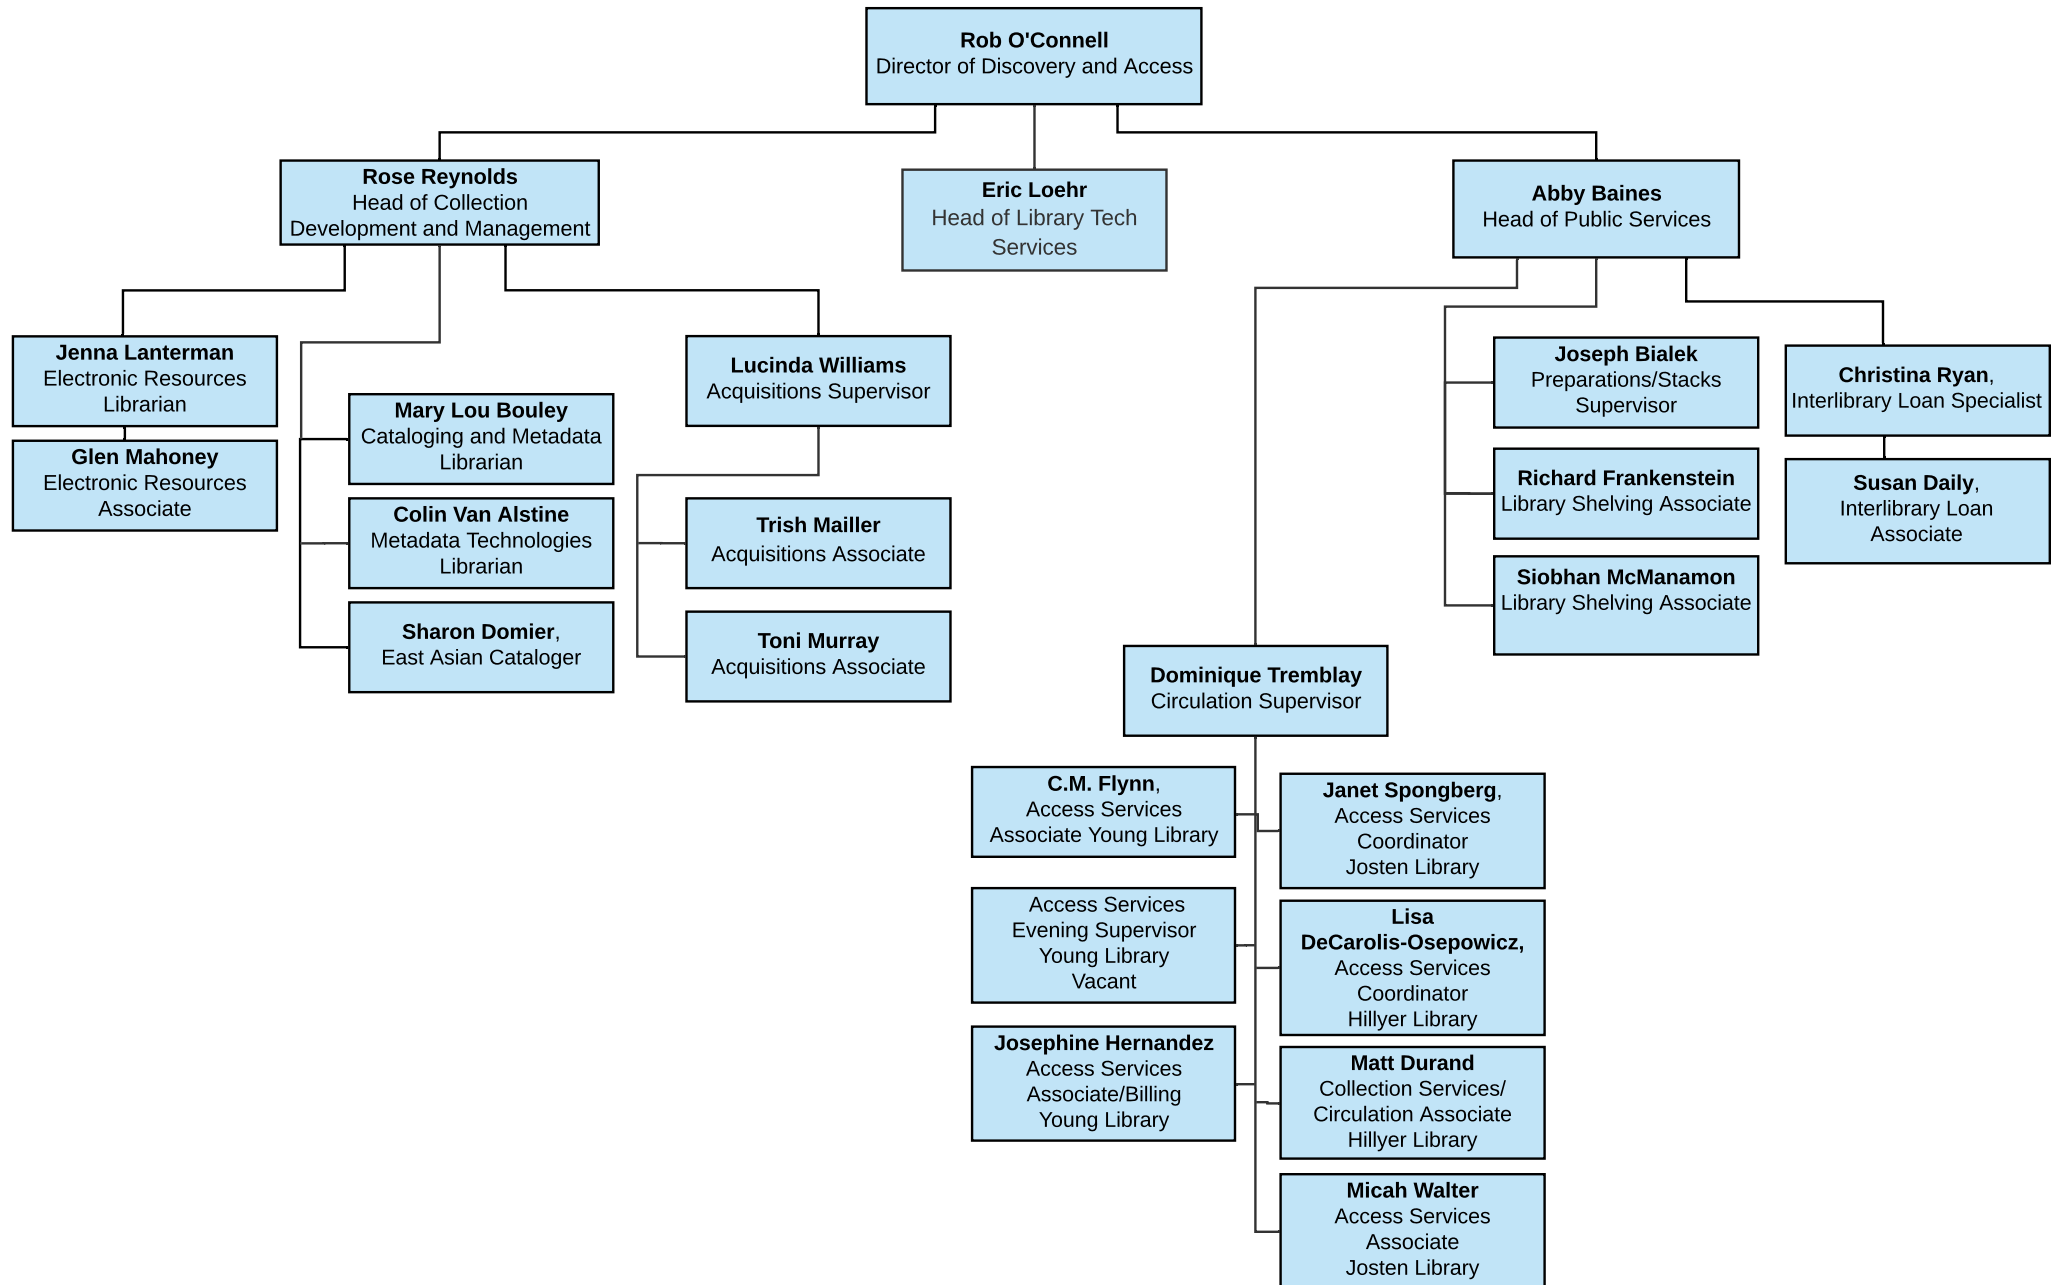 Rob O'Connell
Director of Discovery and Access
Rose Reynolds
Head of Collection
Development and Management
Eric Loehr
Head of Library Tech
Services
Abby Baines
Head of Public Services
Jenna Lanterman
Electronic Resources
Librarian
Glen Mahoney
Electronic Resources
Associate
Mary Lou Bouley
Cataloging and Metadata
Librarian
Colin Van Alstine
Metadata Technologies
Librarian
Sharon Domier,
East Asian Cataloger
Lucinda Williams
Acquisitions Supervisor
Trish Mailler
Acquisitions Associate
Toni Murray
Acquisitions Associate
Joseph Bialek
Preparations/Stacks
Supervisor
Richard Frankenstein
Library Shelving Associate
Siobhan McManamon
Library Shelving Associate
Christina Ryan,
Interlibrary Loan Specialist
Susan Daily,
Interlibrary Loan
Associate
Dominique Tremblay
Circulation Supervisor
C.M. Flynn,
Access Services
Associate Young Library
Access Services
Evening Supervisor
Young Library
Vacant
Josephine Hernandez
Access Services
Associate/Billing
Young Library
Janet Spongberg,
Access Services
Coordinator
Josten Library
Lisa
DeCarolis-Osepowicz,
Access Services
Coordinator
Hillyer Library
Matt Durand
Collection Services/
Circulation Associate
Hillyer Library
Micah Walter
Access Services
Associate
Josten Library